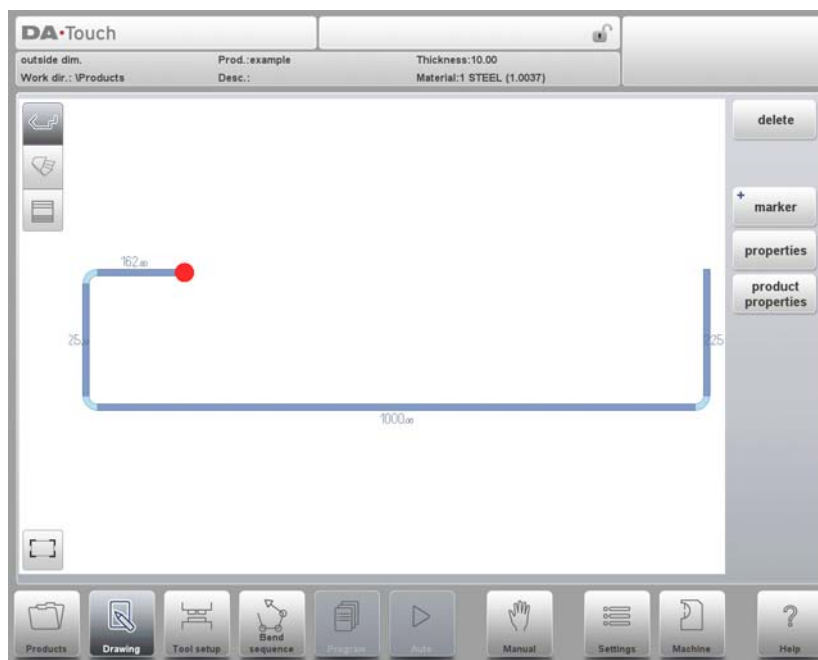 DA·Touch
outside dim. Prod.:example Thickness:10.00
Work dir.: \Products Desc.: Material:1 STEEL (1.0037)
delete
+ marker
properties
product
properties
162.00
25
225
1000.00
Products Drawing Tool setup Bend
sequence Program Auto Manual Settings Machine ? Help